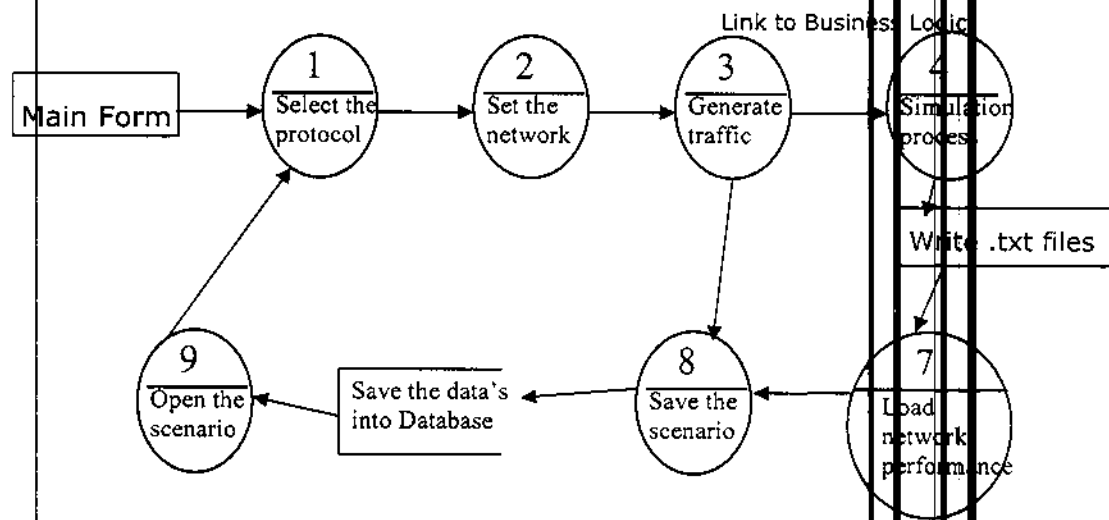 Link to Business Logic
1
2
3
4
Main Form
Select the
protocol
Set the
network
Generate
traffic
Simulation
process
Write .txt files
9
Open the
scenario
Save the data's
into Database
8
Save the
scenario
7
Load
network
performance